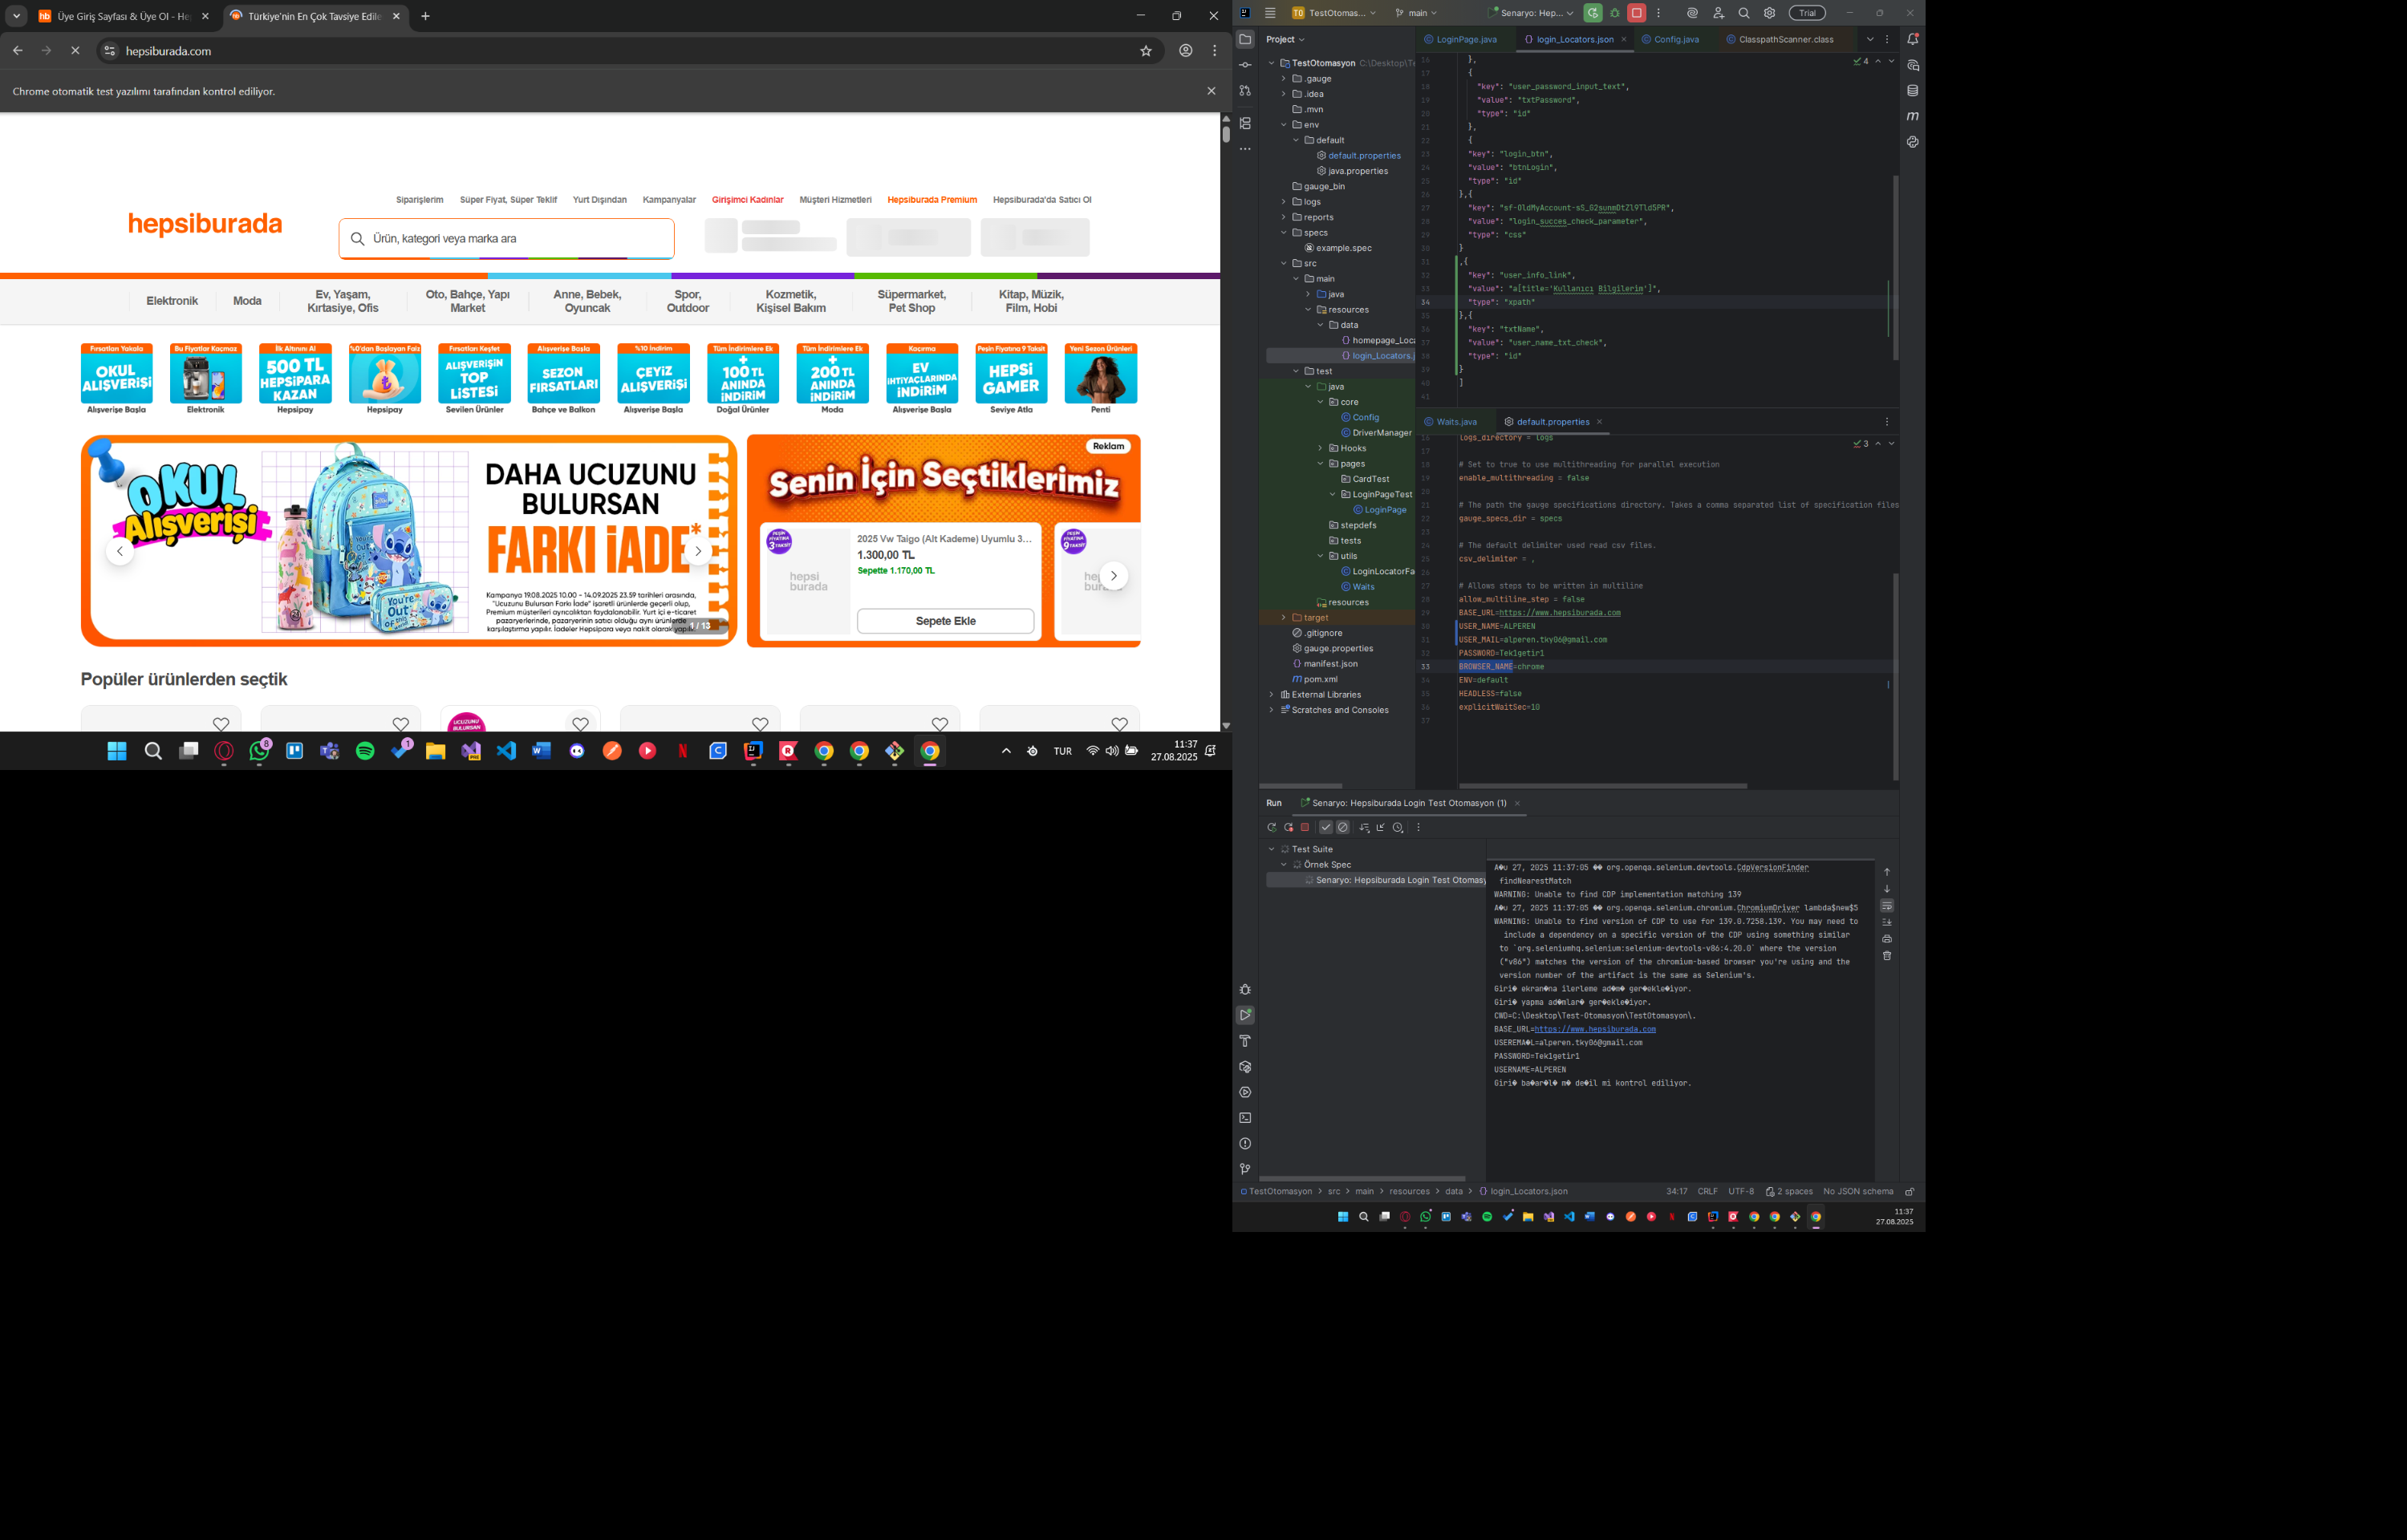 Üye Giriş Sayfası & Üye Ol - He
Türkiye'nin En Çok Tavsiye Edile
hepsiburada.com
Chrome otomatik test yazılımı tarafından kontrol ediliyor.
Siparişlerim
Süper Fiyat, Süper Teklif
Yurt Dışından
Kampanyalar
Girişimci Kadınlar
Müşteri Hizmetleri
Hepsiburada Premium
Hepsiburada'da Satıcı Ol
hepsiburada
Ürün, kategori veya marka ara
Elektronik
Moda
Ev, Yaşam,
Kırtasiye, Ofis
Oto, Bahçe, Yapı
Market
Anne, Bebek,
Oyuncak
Spor,
Outdoor
Kozmetik,
Kişisel Bakım
Süpermarket,
Pet Shop
Kitap, Müzik,
Film, Hobi
Fırsatları Yakala
OKUL
ALIŞVERİŞİ
Alışverişe Başla
Bu Fiyatlar Kaçmaz
Elektronik
İlk Altınını Al
500 TL
HEPSİPARA
KAZAN
Hepsipay
%0'dan Başlayan Faiz
Hepsipay
Fırsatları Keşfet
ALIŞVERİŞİN
TOP
LİSTESİ
Sevilen Ürünler
Alışverişe Başla
SEZON
FIRSATLARI
Bahçe ve Balkon
%10 İndirim
ÇEYİZ
ALIŞVERİŞİ
Alışverişe Başla
Tüm İndirimlere Ek
+
100 TL
ANINDA
İNDİRİM
Doğal Ürünler
Tüm İndirimlere Ek
+
200 TL
ANINDA
İNDİRİM
Moda
Kaçırma
EV
İHTİYAÇLARINDA
İNDİRİM
Alışverişe Başla
Peşin Fiyatına 9 Taksit
HEPSİ
GAMER
Seviye Atla
Yeni Sezon Ürünleri
Penti
OKUL
Alışverişi
You're
Out
DAHA UCUZUNU
BULURSAN
FARKI İADE*
Kampanya 19.08.2025 10.00 - 14.09.2025 23.59 tarihleri arasında,
"Ucuzunu Bulursan Farkı İade" işaretli ürünlerde geçerli olup,
Premium müşterileri ayrıcalıktan faydalanabilir. Yurt içi e-ticaret
pazaryerlerinde, pazaryerinin satıcı olduğu aynı ürünlerde
karşılaştırma yapılır. İadeler Hepsipara veya nakit olarak
1 / 13
Reklam
Senin İçin Seçtiklerimiz
PEŞİN
FİYATINA
3 TAKSİT
hepsi
burada
2025 Vw Taigo (Alt Kademe) Uyumlu 3...
1.300,00 TL
Sepette 1.170,00 TL
Sepete Ekle
PEŞİN
FİYATINA
9 TAKSİT
Popüler ürünlerden seçtik
UCUZUNU
BULURSAN
8
1
TUR
11:37
27.08.2025
TO TestOtomas...
main
Senaryo: Hep...
Trial
Project
TestOtomasyon C:\Desktop\Te
.gauge
.idea
.mvn
env
default
default.properties
java.properties
gauge_bin
logs
reports
specs
example.spec
src
main
java
resources
data
homepage_Loca
login_Locators.j
test
java
core
Config
DriverManager
Hooks
pages
CardTest
LoginPageTest
LoginPage
stepdefs
tests
utils
LoginLocatorFa
Waits
resources
target
.gitignore
gauge.properties
manifest.json
pom.xml
External Libraries
Scratches and Consoles
LoginPage.java
login_Locators.json
Config.java
ClasspathScanner.class
4
16 },
17 {
18 "key": "user_password_input_text",
19 "value": "txtPassword",
20 "type": "id"
21 },
22 {
23 "key": "login_btn",
24 "value": "btnLogin",
25 "type": "id"
26 },{
27 "key": "sf-OldMyAccount-sS_G2sunmDtZl9Tld5PR",
28 "value": "login_succes_check_parameter",
29 "type": "css"
30 }
31 ,{
32 "key": "user_info_link",
33 "value": "a[title='Kullanıcı Bilgilerim']",
34 "type": "xpath"
35 },{
36 "key": "txtName",
37 "value": "user_name_txt_check",
38 "type": "id"
39 }
40 ]
41
Waits.java
default.properties
3
16 logs_directory = logs
17
18 # Set to true to use multithreading for parallel execution
19 enable_multithreading = false
20
21 # The path the gauge specifications directory. Takes a comma separated list of specification files
22 gauge_specs_dir = specs
23
24 # The default delimiter used read csv files.
25 csv_delimiter = ,
26
27 # Allows steps to be written in multiline
28 allow_multiline_step = false
29 BASE_URL=https://www.hepsiburada.com
30 USER_NAME=ALPEREN
31 USER_MAIL=alperen.tky06@gmail.com
32 PASSWORD=Tek1getir1
33 BROWSER_NAME=chrome
34 ENV=default
35 HEADLESS=false
36 explicitWaitSec=10
37
Run
Senaryo: Hepsiburada Login Test Otomasyon (1)
Test Suite
Örnek Spec
Senaryo: Hepsiburada Login Test Otomasy
A�u 27, 2025 11:37:05 �� org.openqa.selenium.devtools.CdpVersionFinder
findNearestMatch
WARNING: Unable to find CDP implementation matching 139
A�u 27, 2025 11:37:05 �� org.openqa.selenium.chromium.ChromiumDriver lambda$new$5
WARNING: Unable to find version of CDP to use for 139.0.7258.139. You may need to
include a dependency on a specific version of the CDP using something similar
to `org.seleniumhq.selenium:selenium-devtools-v86:4.20.0` where the version
("v86") matches the version of the chromium-based browser you're using and the
version number of the artifact is the same as Selenium's.
Giri� ekran�na ilerleme ad�m� ger�ekle�iyor.
Giri� yapma ad�mlar� ger�ekle�iyor.
CWD=C:\Desktop\Test-Otomasyon\TestOtomasyon\.
BASE_URL=https://www.hepsiburada.com
USEREMA�L=alperen.tky06@gmail.com
PASSWORD=Tek1getir1
USERNAME=ALPEREN
Giri� ba�ar�l� m� de�il mi kontrol ediliyor.
TestOtomasyon > src > main > resources > data > login_Locators.json
34:17
CRLF
UTF-8
2 spaces
No JSON schema
11:37
27.08.2025